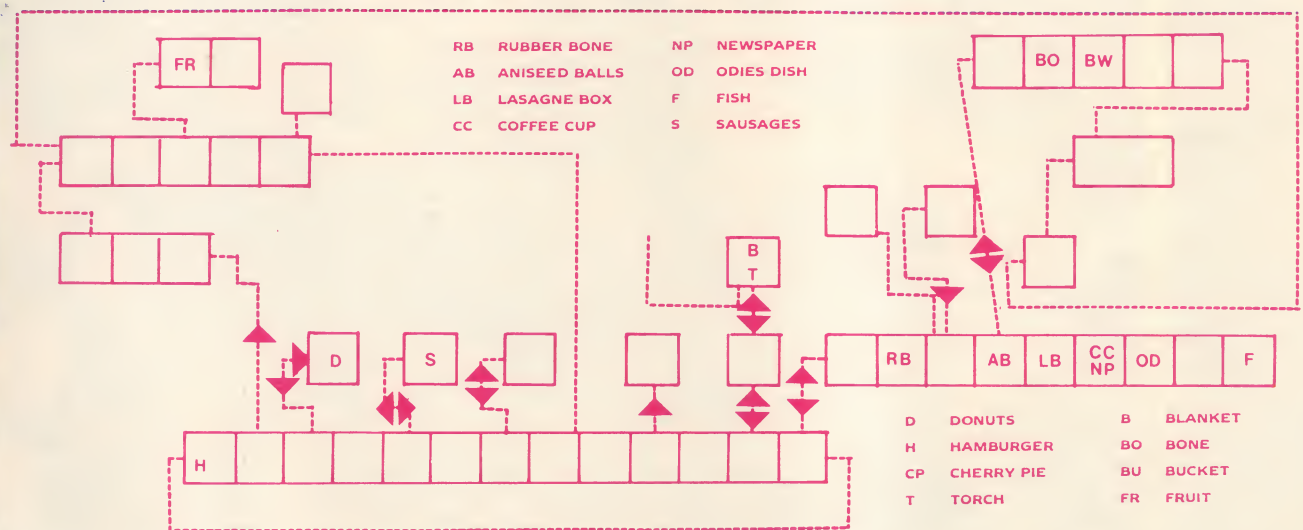 FR
RB RUBBER BONE
AB ANISEED BALLS
LB LASAGNE BOX
CC COFFEE CUP
NP NEWSPAPER
OD ODIES DISH
F FISH
S SAUSAGES
BO BW
B
T
D
S
RB AB LB CC NP OD F
H
D DONUTS
H HAMBURGER
CP CHERRY PIE
T TORCH
B BLANKET
BO BONE
BU BUCKET
FR FRUIT